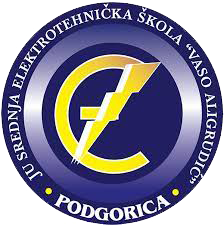 JU SREDNJA ELEKTROTEHNIČKA ŠKOLA "VASO ALIGRUDIĆ"
· PODGORICA ·